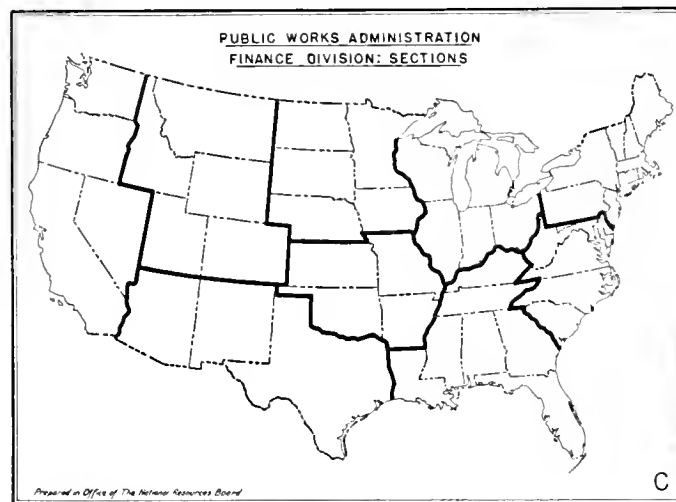 PUBLIC WORKS ADMINISTRATION
FINANCE DIVISION: SECTIONS
Prepared in Office of The National Resources Board
C